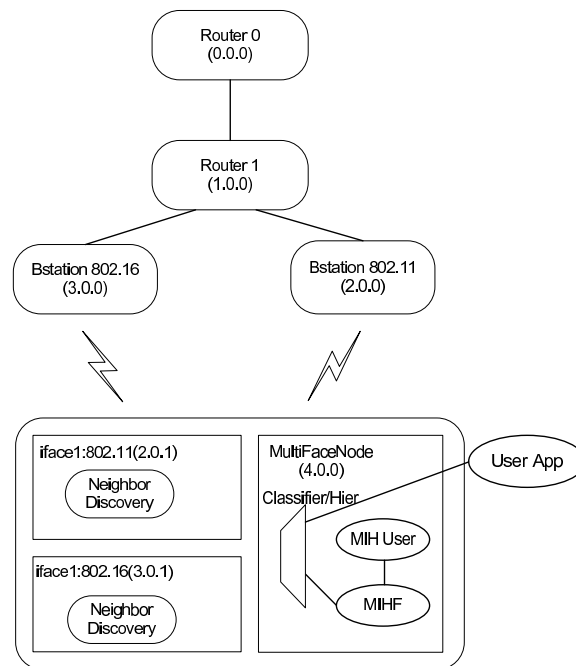 Router 0
(0.0.0)
Router 1
(1.0.0)
Bstation 802.16
(3.0.0)
Bstation 802.11
(2.0.0)
iface1:802.11(2.0.1)
Neighbor
Discovery
iface1:802.16(3.0.1)
Neighbor
Discovery
MultiFaceNode
(4.0.0)
Classifier/Hier
MIH User
MIHF
User App